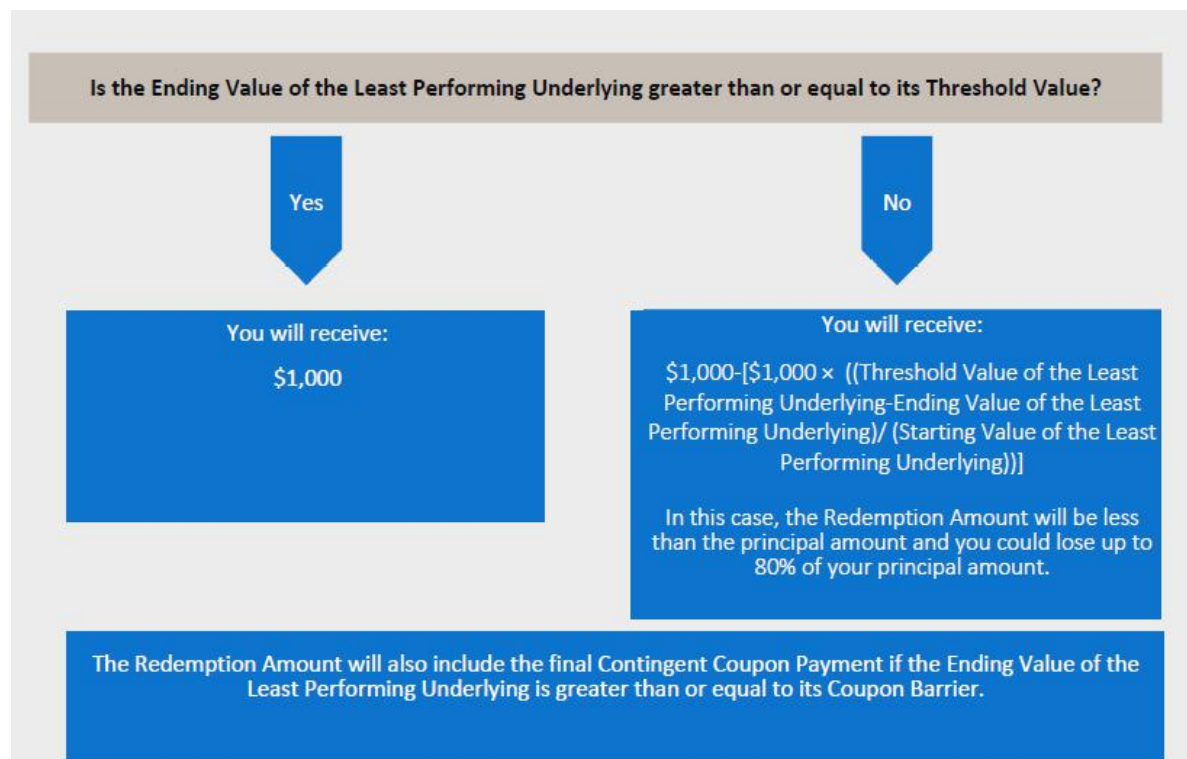 Is the Ending Value of the Least Performing Underlying greater than or equal to its Threshold Value?
Yes
No
You will receive:
$1,000
You will receive:
$1,000-[$1,000 × ((Threshold Value of the Least
Performing Underlying-Ending Value of the Least
Performing Underlying)/ (Starting Value of the Least
Performing Underlying))]
In this case, the Redemption Amount will be less
than the principal amount and you could lose up to
80% of your principal amount.
The Redemption Amount will also include the final Contingent Coupon Payment if the Ending Value of the
Least Performing Underlying is greater than or equal to its Coupon Barrier.